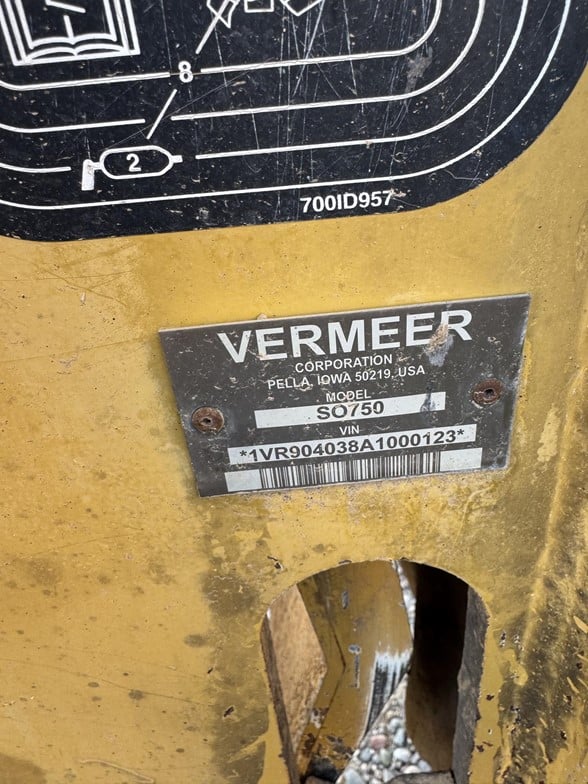 8
2
700ID957
VERMEER
CORPORATION
PELLA, IOWA 50219, USA
MODEL
SO750
VIN
*1VR904038A1000123*